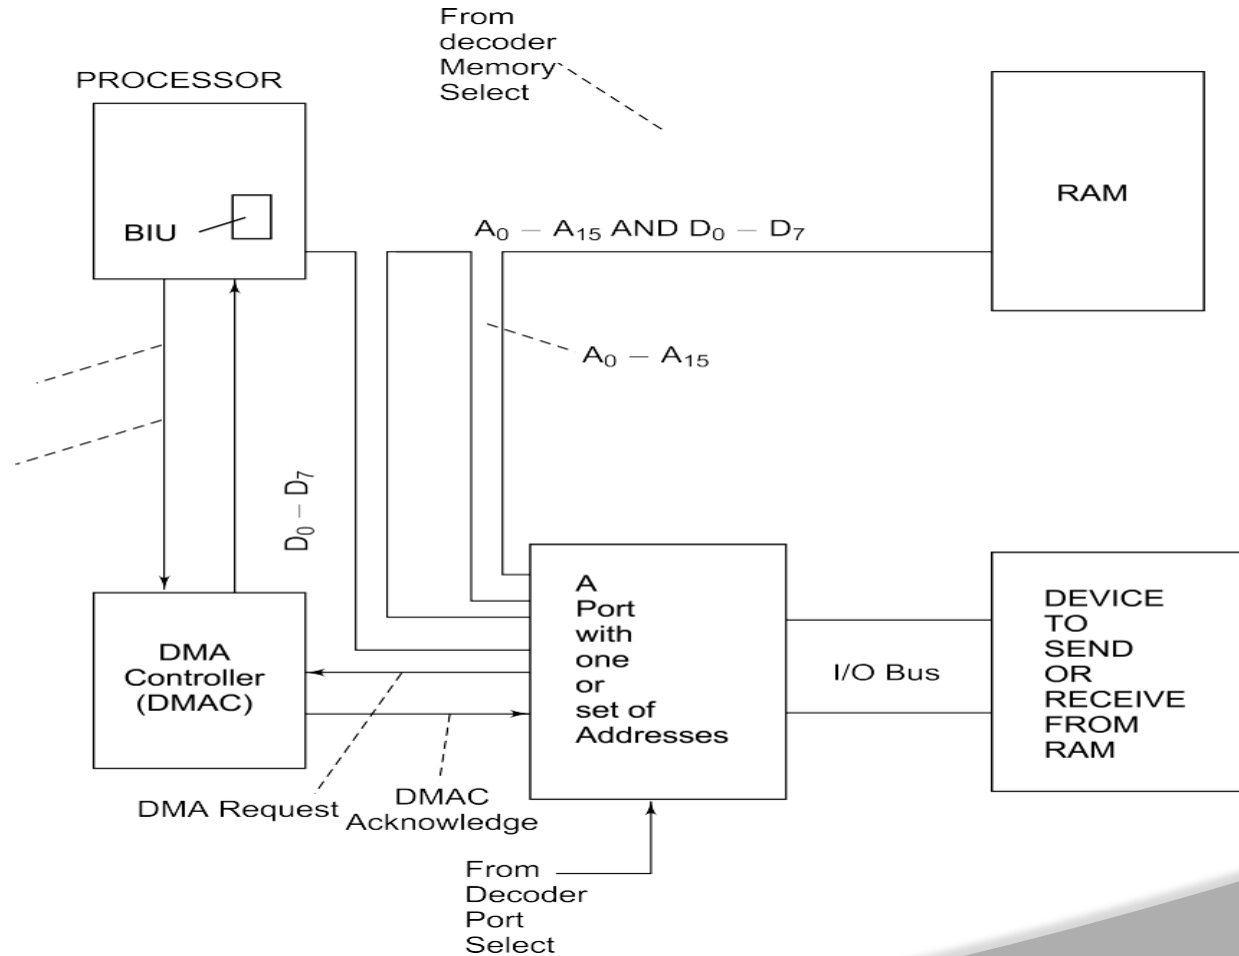 From
decoder
Memory
Select
PROCESSOR
BIU
RAM
A0 – A15 AND D0 – D7
A0 – A15
D0 – D7
DMA
Controller
(DMAC)
A
Port
with
one
or
set of
Addresses
I/O Bus
DEVICE
TO
SEND
OR
RECEIVE
FROM
RAM
DMA Request
DMAC
Acknowledge
From
Decoder
Port
Select